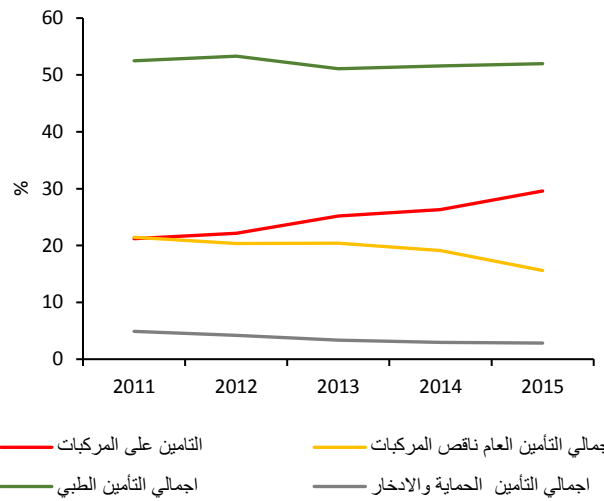 60
50
40
30
20
10
0
%
2011 2012 2013 2014 2015
التامين على المركبات
جمالي التأمين العام ناقص المركبات
اجمالي التأمين الطبي
اجمالي التأمين الحماية والادخار